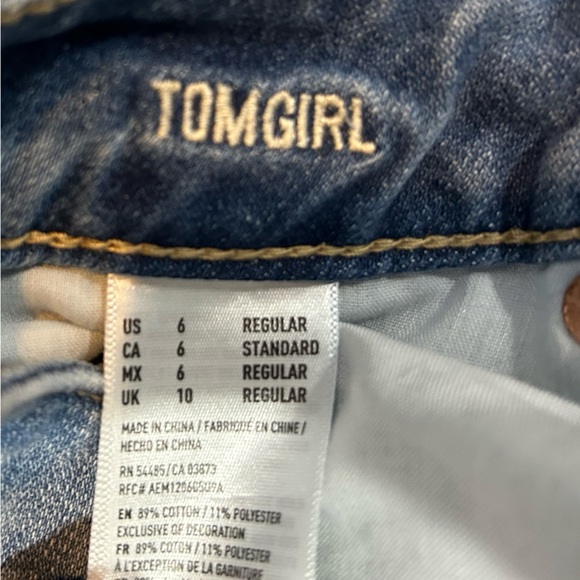 TOMGIRL
US 6 REGULAR
CA 6 STANDARD
MX 6 REGULAR
UK 10 REGULAR
MADE IN CHINA / FABRIQUÉ EN CHINE /
HECHO EN CHINA
RN 54485/CA 03873
RFC# AEM120605U9A
EN 89% COTTON / 11% POLYESTER
EXCLUSIVE OF DECORATION
FR 89% COTON / 11% POLYESTER
À L'EXCEPTION DE LA GARNITURE